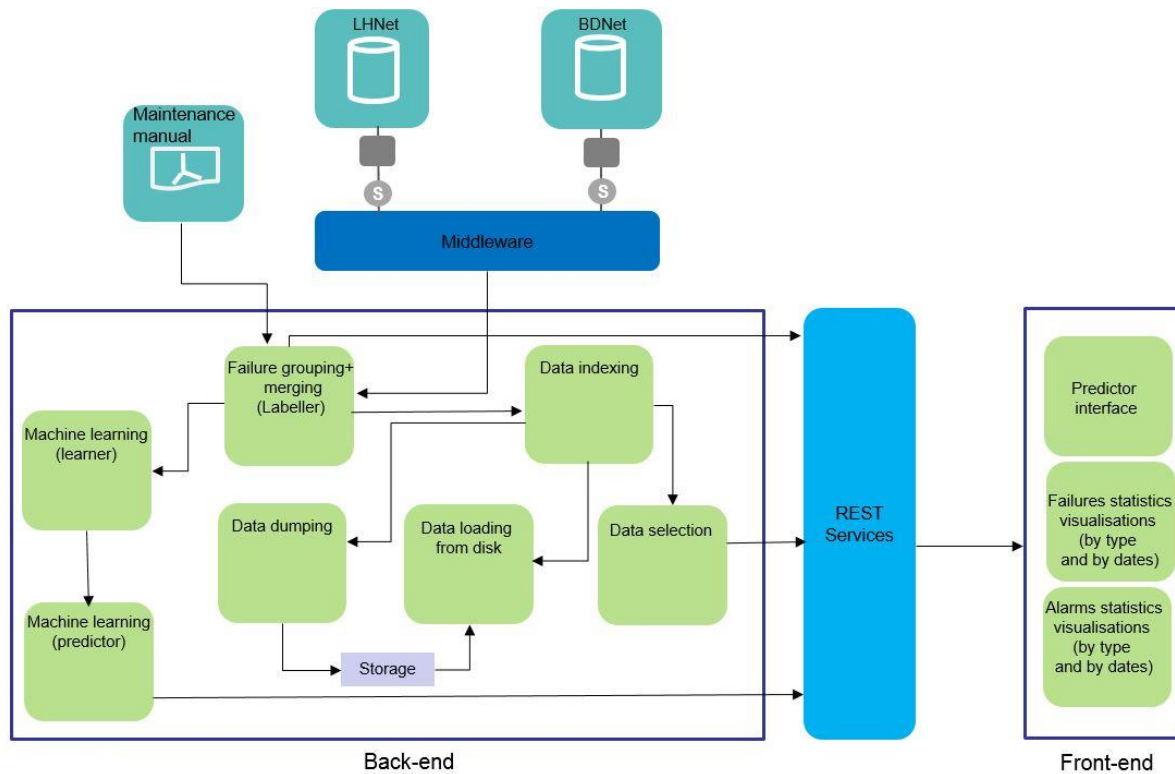 LHNet
BDNet
Maintenance
manual
S
S
Middleware
Failure grouping+
merging
(Labeller)
Data indexing
Machine learning
(learner)
Data dumping
Data loading
from disk
Data selection
Machine learning
(predictor)
Storage
REST
Services
Predictor
interface
Failures statistics
visualisations
(by type
and by dates)
Alarms statistics
visualisations
(by type
and by dates)
Back-end
Front-end